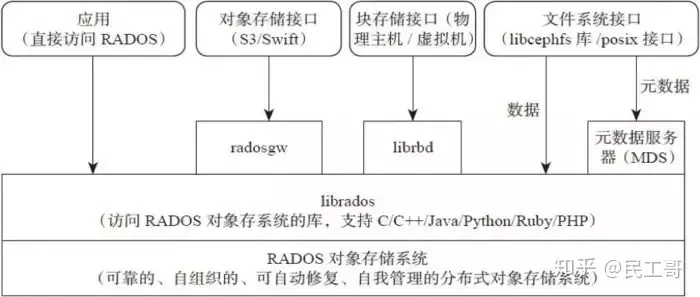 应用
（直接访问 RADOS）
对象存储接口
（S3/Swift）
块存储接口（物
理主机 / 虚拟机）
文件系统接口
（libcephfs 库 /posix 接口）
数据
元数据
radosgw
librbd
元数据服务
器（MDS）
librados
（访问 RADOS 对象存系统的库，支持 C/C++/Java/Python/Ruby/PHP）
RADOS 对象存储系统
（可靠的、自组织的、可自动修复、自我管理的分布式对象存储系统）
知乎 @民工哥